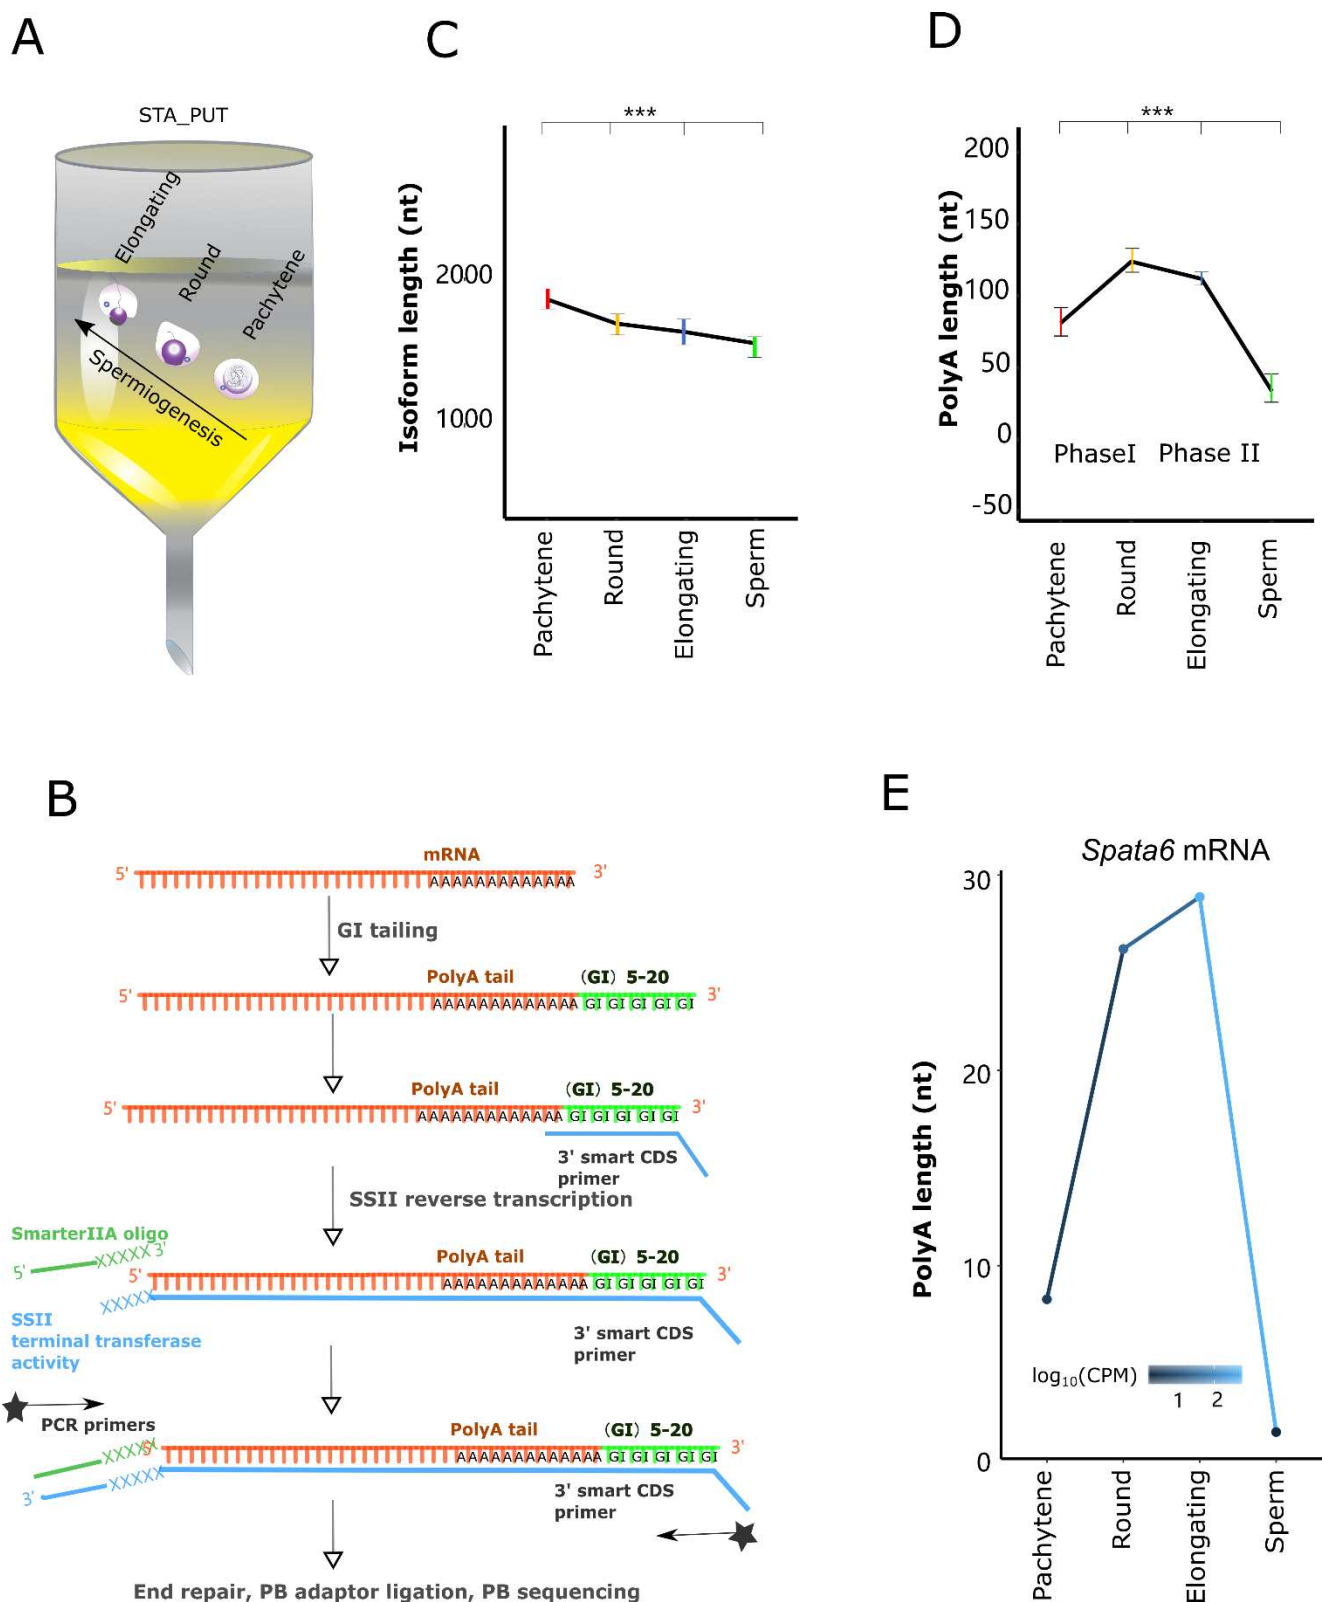 A
STA_PUT
Elongating
Round
Pachytene
Spermiogenesis
C
***
Isoform length (nt)
2000
1000
Pachytene
Round
Elongating
Sperm
D
***
PolyA length (nt)
200
150
100
50
0
-50
PhaseI Phase II
Pachytene
Round
Elongating
Sperm
B
mRNA
5' AAAAAAAAAAAAA 3'
GI tailing
PolyA tail (GI) 5-20
5' AAAAAAAAAAAAA GI GI GI GI GI 3'
PolyA tail (GI) 5-20
5' AAAAAAAAAAAAA GI GI GI GI GI 3'
3' smart CDS
primer
SSII reverse transcription
SmarterIIA oligo
5' XXXXX 3'
PolyA tail (GI) 5-20
5' AAAAAAAAAAAAA GI GI GI GI GI 3'
XXXXX
SSII
terminal transferase
activity
3' smart CDS
primer
PCR primers
PolyA tail (GI) 5-20
XXXXX 5' AAAAAAAAAAAAA GI GI GI GI GI 3'
3' XXXXX
3' smart CDS
primer
End repair, PB adaptor ligation, PB sequencing
E
Spata6 mRNA
PolyA length (nt)
30
20
10
0
log₁₀(CPM)
1 2
Pachytene
Round
Elongating
Sperm